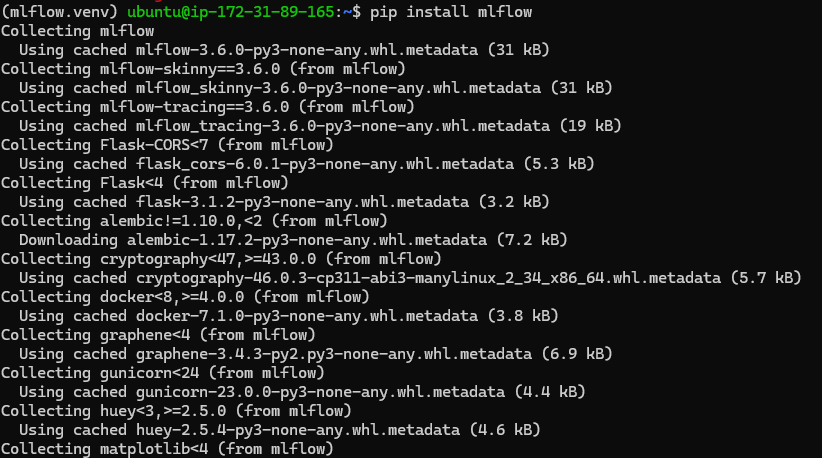 (mlflow.venv) ubuntu@ip-172-31-89-165:~$ pip install mlflow
Collecting mlflow
  Using cached mlflow-3.6.0-py3-none-any.whl.metadata (31 kB)
Collecting mlflow-skinny==3.6.0 (from mlflow)
  Using cached mlflow_skinny-3.6.0-py3-none-any.whl.metadata (31 kB)
Collecting mlflow-tracing==3.6.0 (from mlflow)
  Using cached mlflow_tracing-3.6.0-py3-none-any.whl.metadata (19 kB)
Collecting Flask-CORS<7 (from mlflow)
  Using cached flask_cors-6.0.1-py3-none-any.whl.metadata (5.3 kB)
Collecting Flask<4 (from mlflow)
  Using cached flask-3.1.2-py3-none-any.whl.metadata (3.2 kB)
Collecting alembic!=1.10.0,<2 (from mlflow)
  Downloading alembic-1.17.2-py3-none-any.whl.metadata (7.2 kB)
Collecting cryptography<47,>=43.0.0 (from mlflow)
  Using cached cryptography-46.0.3-cp311-abi3-manylinux_2_34_x86_64.whl.metadata (5.7 kB)
Collecting docker<8,>=4.0.0 (from mlflow)
  Using cached docker-7.1.0-py3-none-any.whl.metadata (3.8 kB)
Collecting graphene<4 (from mlflow)
  Using cached graphene-3.4.3-py2.py3-none-any.whl.metadata (6.9 kB)
Collecting gunicorn<24 (from mlflow)
  Using cached gunicorn-23.0.0-py3-none-any.whl.metadata (4.4 kB)
Collecting huey<3,>=2.5.0 (from mlflow)
  Using cached huey-2.5.4-py3-none-any.whl.metadata (4.6 kB)
Collecting matplotlib<4 (from mlflow)